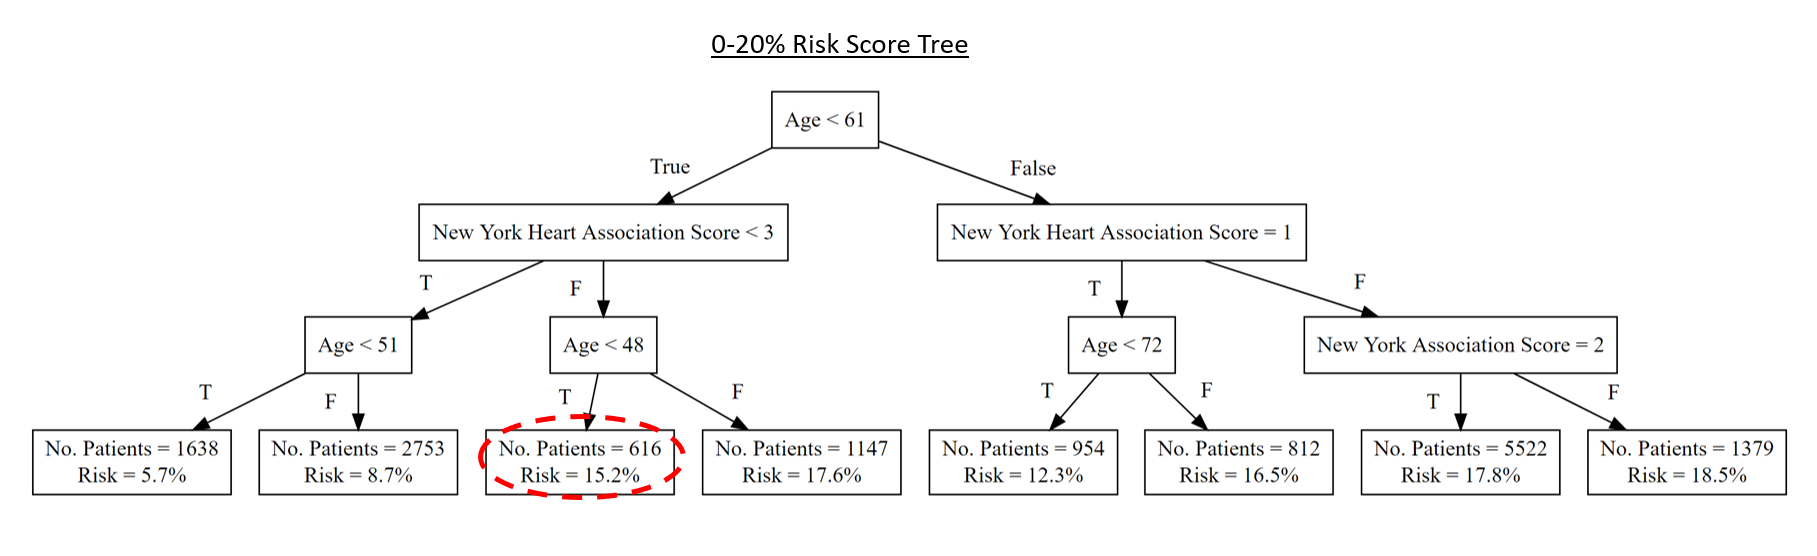 0-20% Risk Score Tree
Age < 61
True
False
New York Heart Association Score < 3
New York Heart Association Score = 1
T
F
T
F
Age < 51
Age < 48
Age < 72
New York Association Score = 2
T
F
T
F
T
F
T
F
No. Patients = 1638
Risk = 5.7%
No. Patients = 2753
Risk = 8.7%
No. Patients = 616
Risk = 15.2%
No. Patients = 1147
Risk = 17.6%
No. Patients = 954
Risk = 12.3%
No. Patients = 812
Risk = 16.5%
No. Patients = 5522
Risk = 17.8%
No. Patients = 1379
Risk = 18.5%